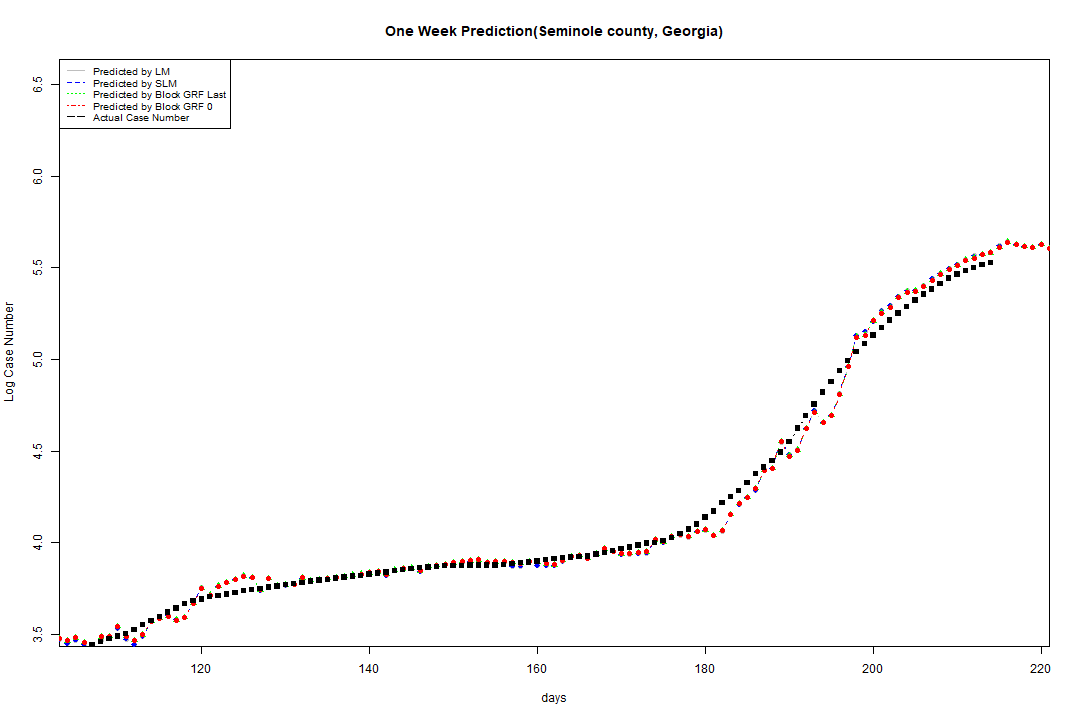 One Week Prediction(Seminole county, Georgia)
Predicted by LM
Predicted by SLM
Predicted by Block GRF Last
Predicted by Block GRF 0
Actual Case Number
6.5
6.0
5.5
5.0
4.5
4.0
3.5
Log Case Number
120 140 160 180 200 220
days